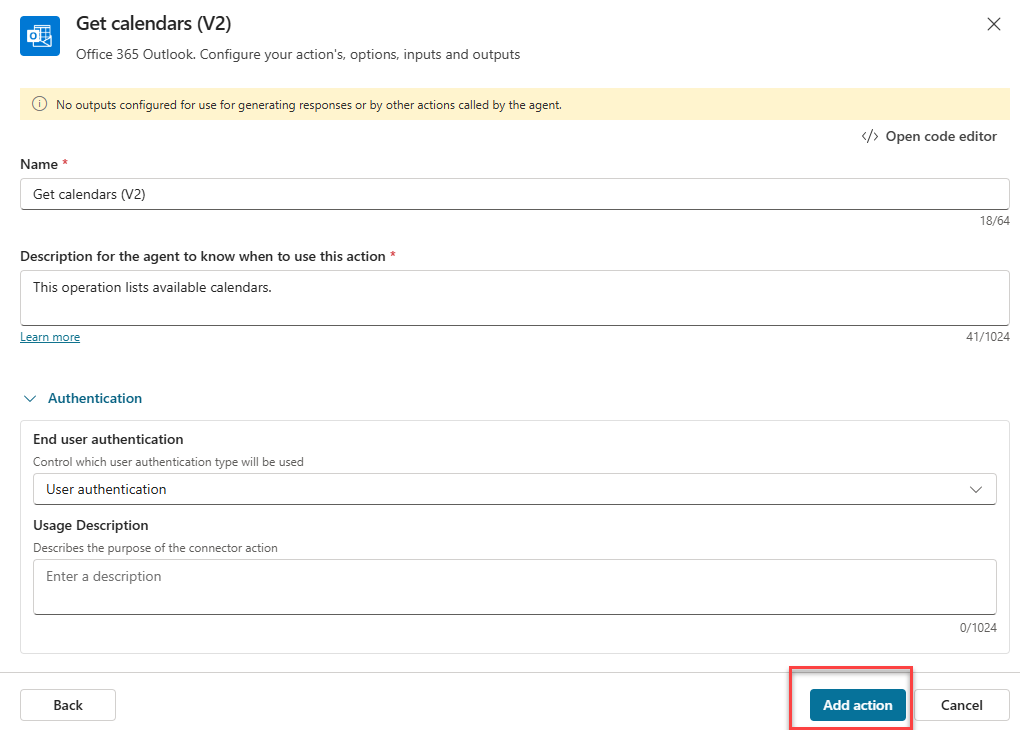 Get calendars (V2)
Office 365 Outlook. Configure your action's, options, inputs and outputs
No outputs configured for use for generating responses or by other actions called by the agent.
</> Open code editor
Name *
Get calendars (V2)
18/64
Description for the agent to know when to use this action *
This operation lists available calendars.
Learn more
41/1024
Authentication
End user authentication
Control which user authentication type will be used
User authentication
Usage Description
Describes the purpose of the connector action
Enter a description
0/1024
Back
Add action
Cancel